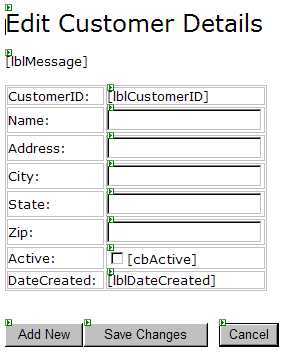 Edit Customer Details
[lblMessage]
CustomerID: [lblCustomerID]
Name:
Address:
City:
State:
Zip:
Active: [cbActive]
DateCreated: [lblDateCreated]
Add New Save Changes Cancel